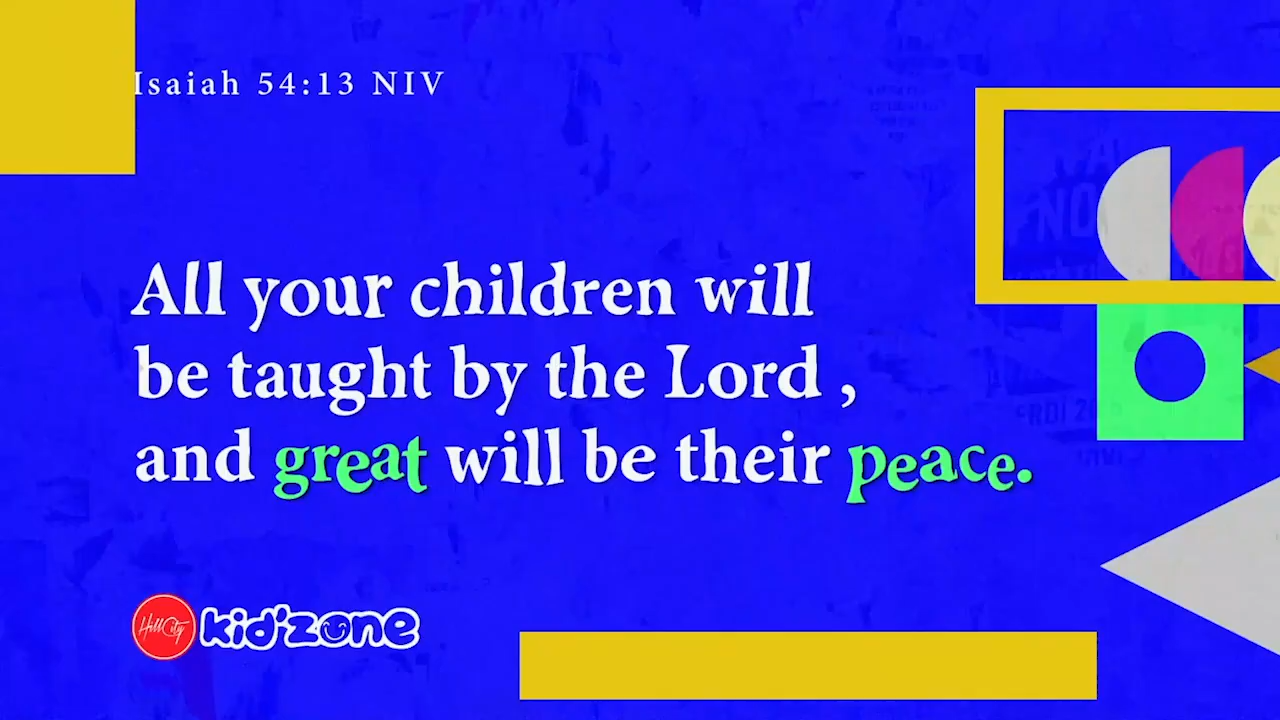 Isaiah 54:13 NIV
All your children will
be taught by the Lord ,
and great will be their peace.
HillCity kid'zone